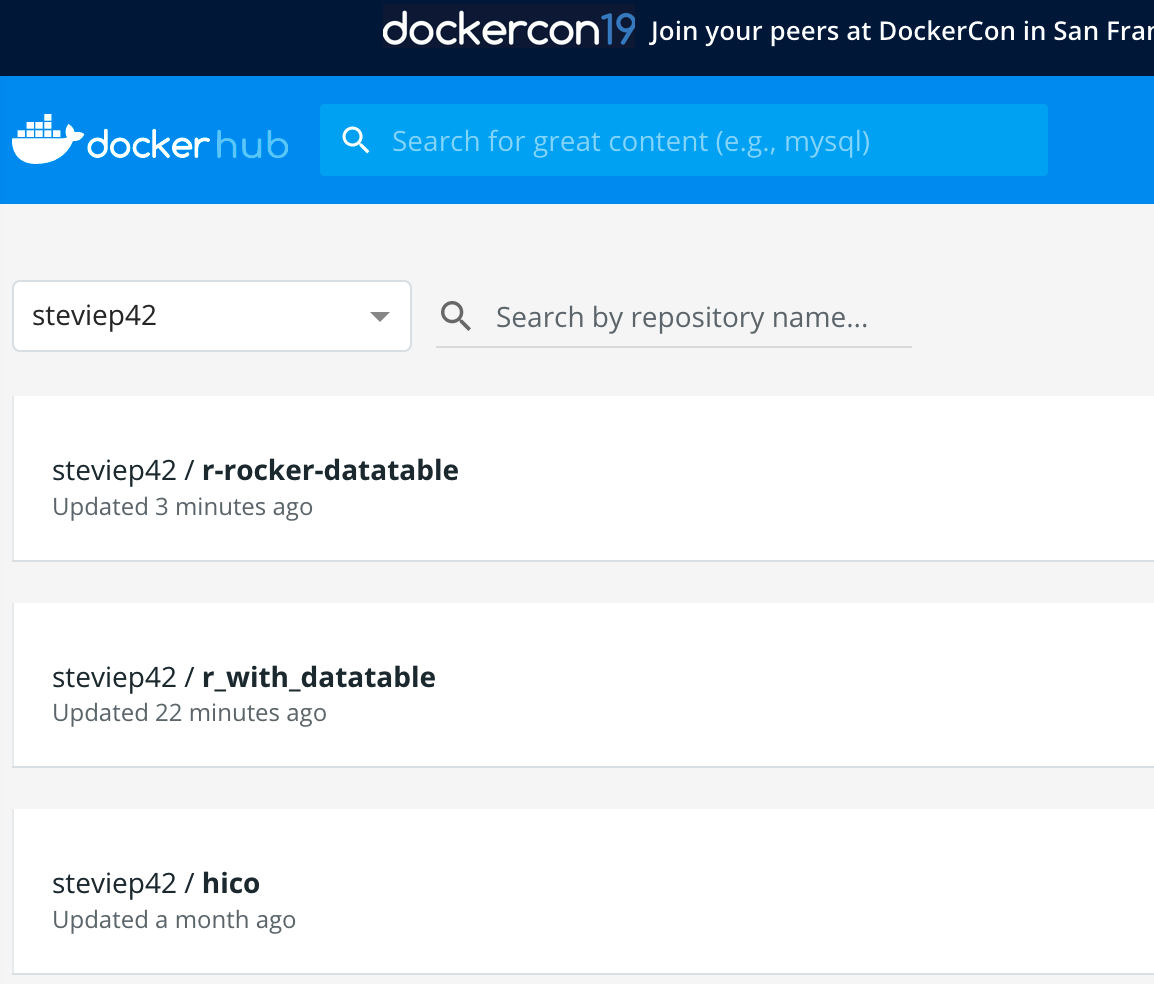 dockercon19 Join your peers at DockerCon in San Fran
docker hub
Search for great content (e.g., mysql)
steviep42
Search by repository name...
steviep42 / r-rocker-datatable
Updated 3 minutes ago
steviep42 / r_with_datatable
Updated 22 minutes ago
steviep42 / hico
Updated a month ago